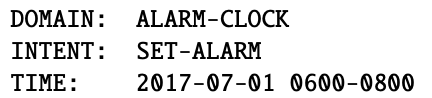 DOMAIN: ALARM-CLOCK
INTENT: SET-ALARM
TIME: 2017-07-01 0600-0800